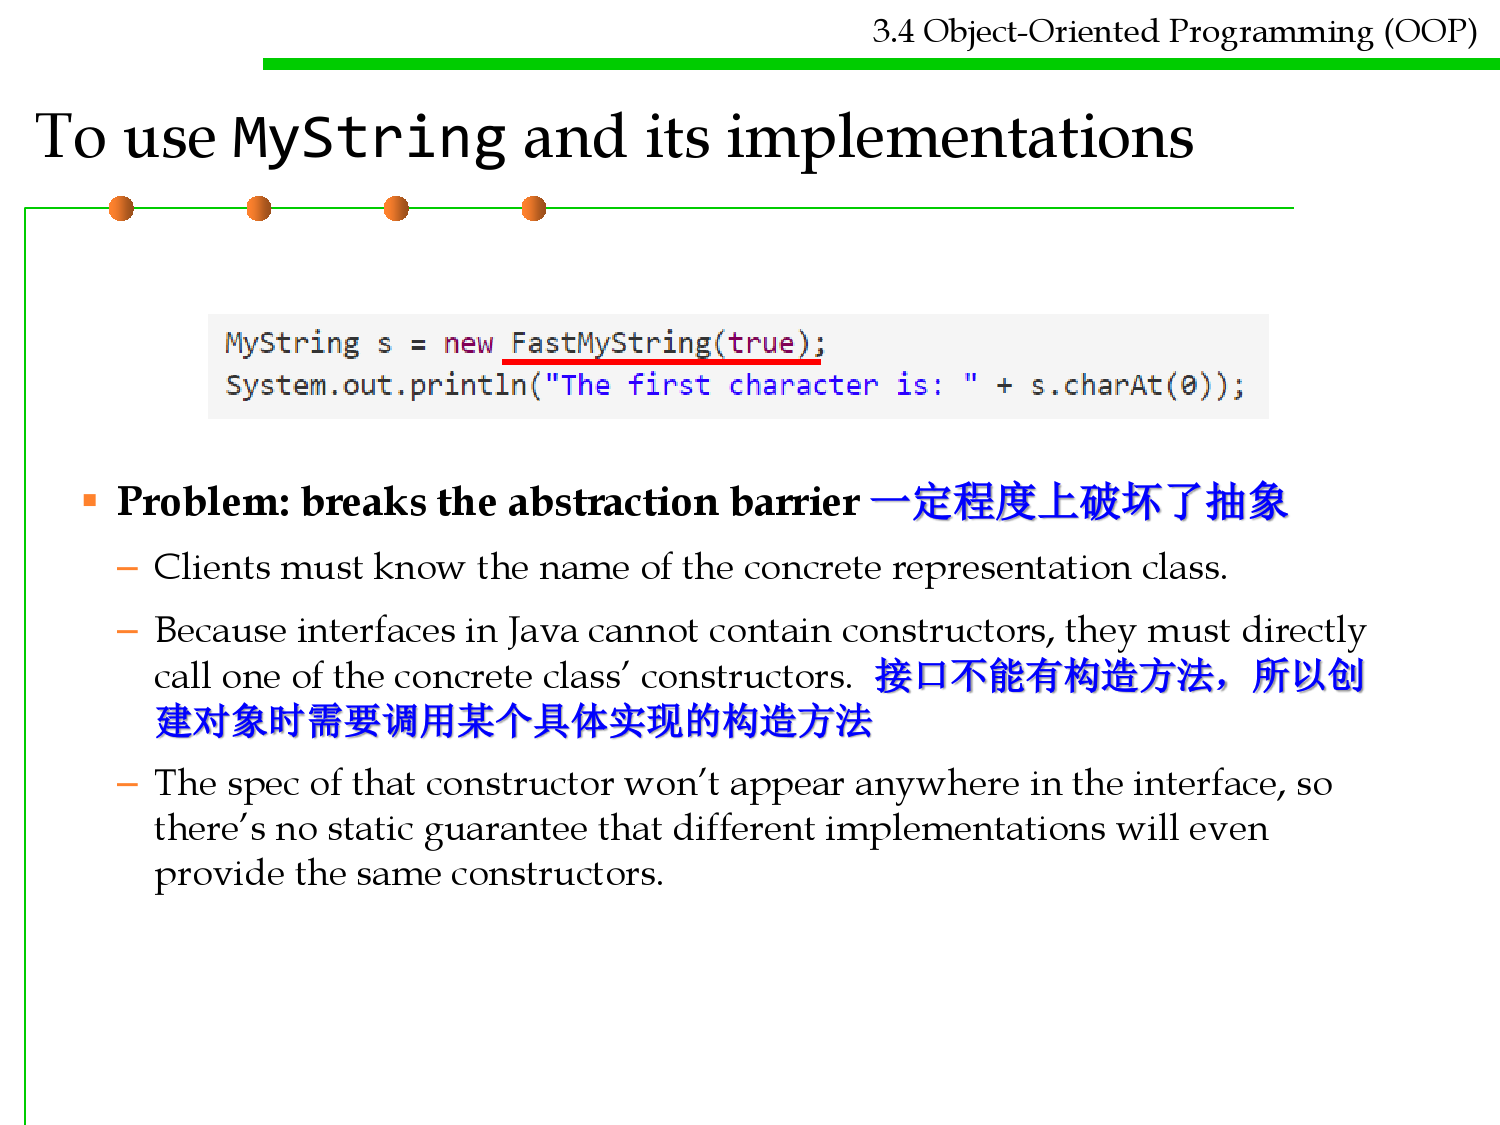 3.4 Object-Oriented Programming (OOP)
To use MyString and its implementations
MyString s = new FastMyString(true);
System.out.println("The first character is: " + s.charAt(0));
▪ Problem: breaks the abstraction barrier 一定程度上破坏了抽象
– Clients must know the name of the concrete representation class.
– Because interfaces in Java cannot contain constructors, they must directly
call one of the concrete class’ constructors. 接口不能有构造方法，所以创
建对象时需要调用某个具体实现的构造方法
– The spec of that constructor won’t appear anywhere in the interface, so
there’s no static guarantee that different implementations will even
provide the same constructors.